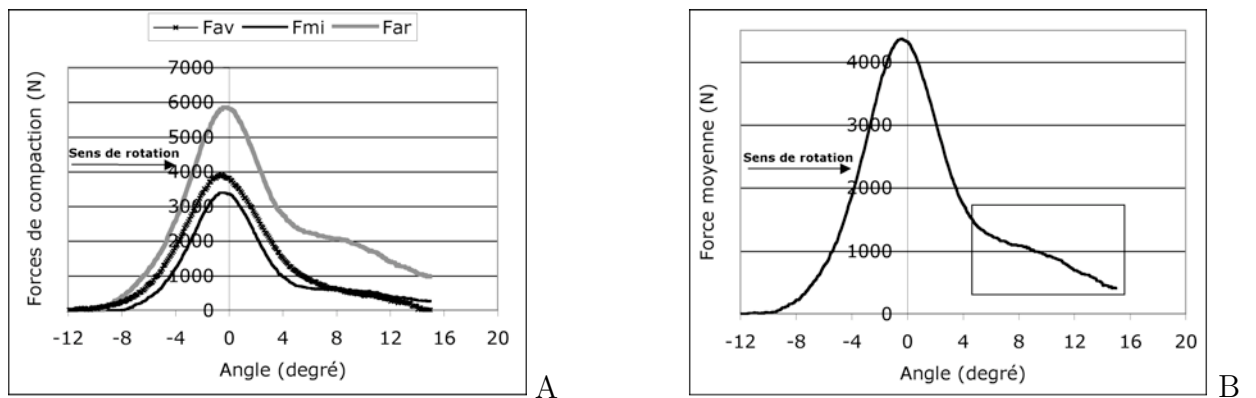 Fav Fmi Far
Forces de compaction (N)
7000
6000
5000
4000
3000
2000
1000
0
Sens de rotation
-12 -8 -4 0 4 8 12 16 20
Angle (degré)
A
Force moyenne (N)
4000
3000
2000
1000
0
Sens de rotation
-12 -8 -4 0 4 8 12 16 20
Angle (degré)
B